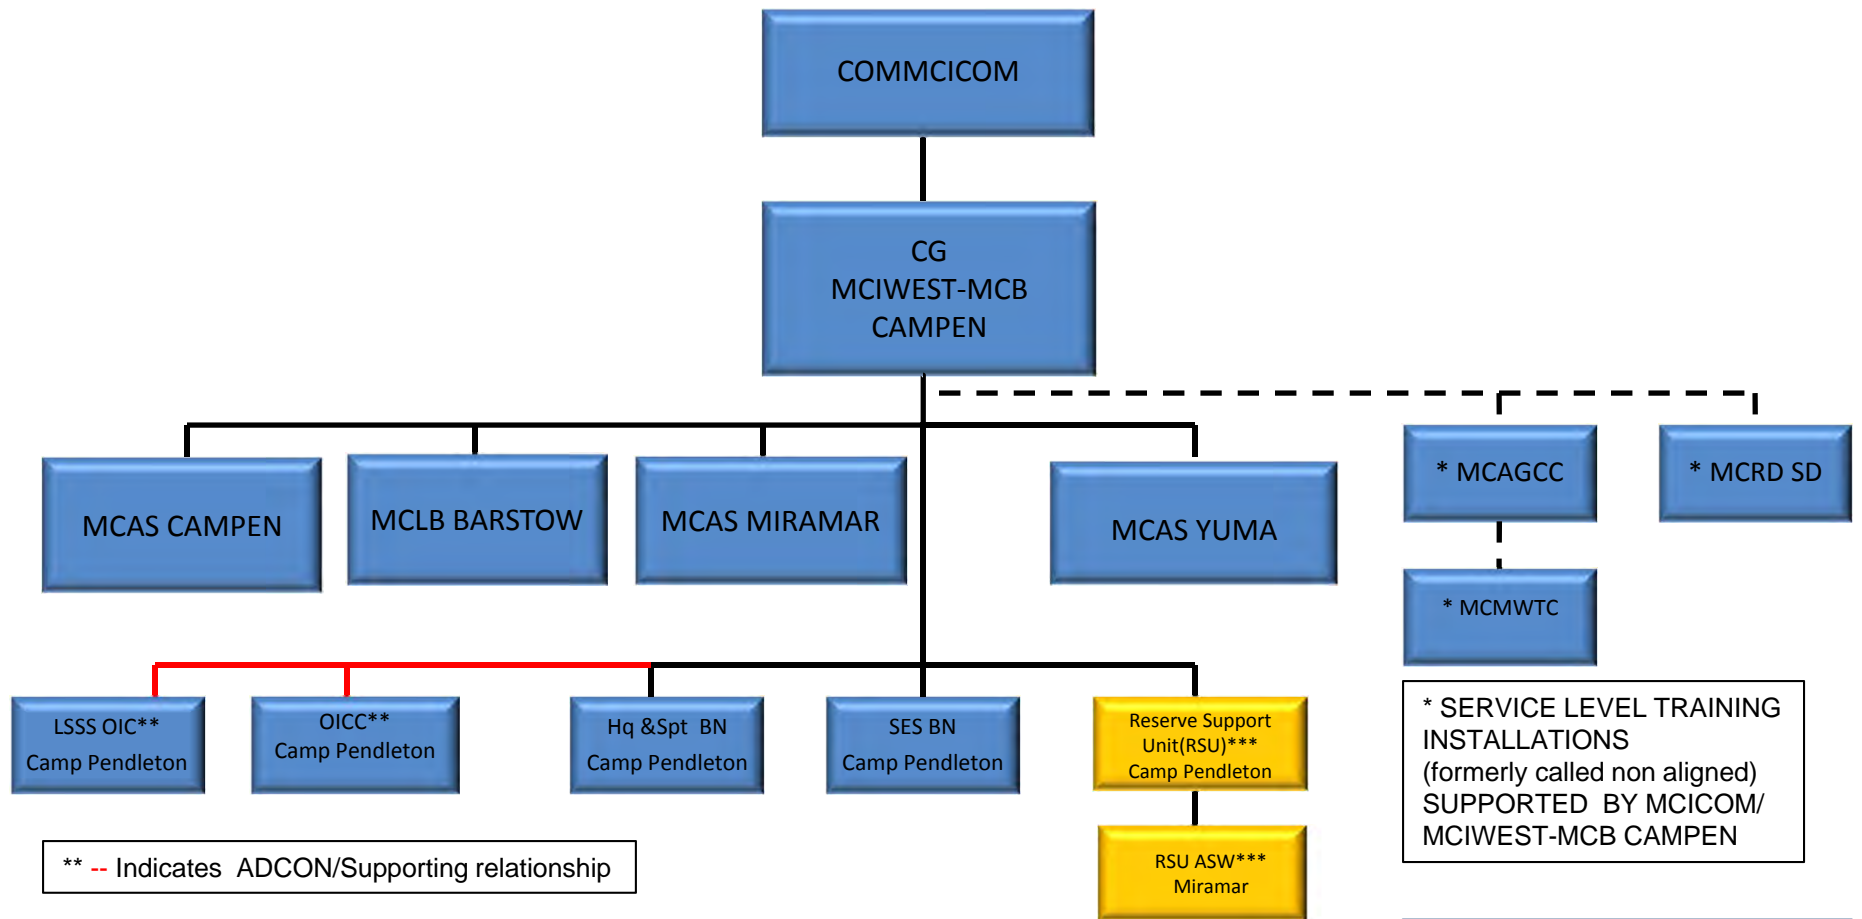 COMMCICOM
CG
MCIWEST-MCB
CAMPEN
MCAS CAMPEN
MCLB BARSTOW
MCAS MIRAMAR
MCAS YUMA
* MCAGCC
* MCRD SD
* MCMWTC
LSSS OIC**
Camp Pendleton
OICC**
Camp Pendleton
Hq &Spt BN
Camp Pendleton
SES BN
Camp Pendleton
Reserve Support
Unit(RSU)***
Camp Pendleton
RSU ASW***
Miramar
* SERVICE LEVEL TRAINING
INSTALLATIONS
(formerly called non aligned)
SUPPORTED BY MCICOM/
MCIWEST-MCB CAMPEN
** -- Indicates ADCON/Supporting relationship